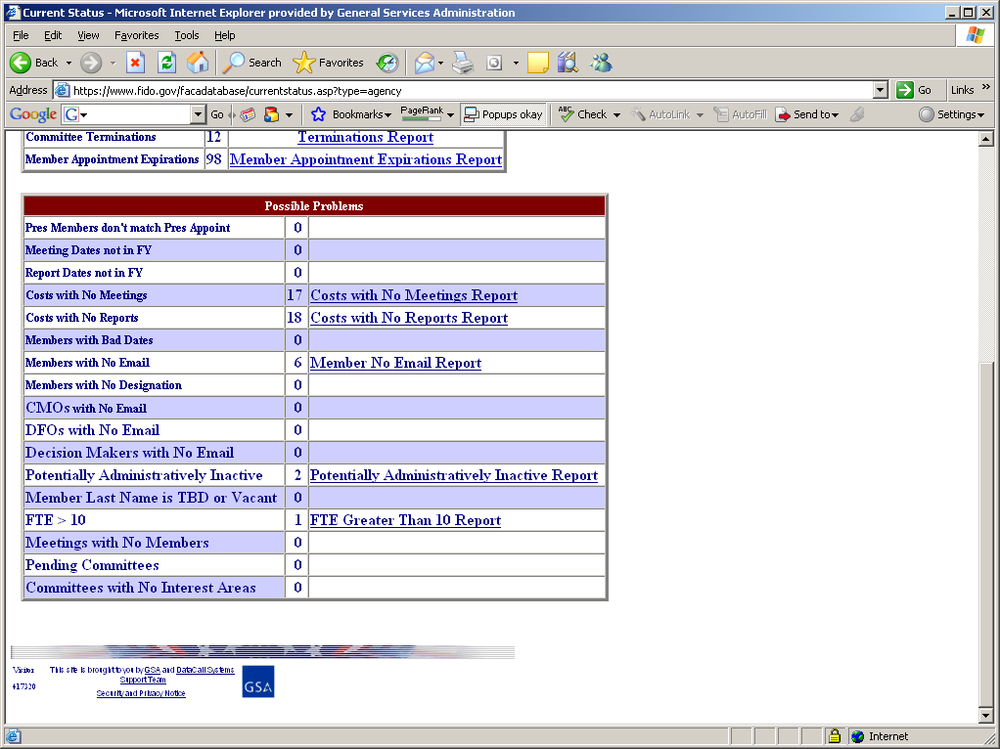 Current Status - Microsoft Internet Explorer provided by General Services Administration
File Edit View Favorites Tools Help
Back Search Favorites
Address https://www.fido.gov/facadatabase/currentstatus.asp?type=agency Go Links »
Google G Go Bookmarks PageRank Popups okay ABC Check AutoLink AutoFill Send to Settings
Committee Terminations 12 Terminations Report
Member Appointment Expirations 98 Member Appointment Expirations Report
Possible Problems
Pres Members don't match Pres Appoint 0
Meeting Dates not in FY 0
Report Dates not in FY 0
Costs with No Meetings 17 Costs with No Meetings Report
Costs with No Reports 18 Costs with No Reports Report
Members with Bad Dates 0
Members with No Email 6 Member No Email Report
Members with No Designation 0
CMOs with No Email 0
DFOs with No Email 0
Decision Makers with No Email 0
Potentially Administratively Inactive 2 Potentially Administratively Inactive Report
Member Last Name is TBD or Vacant 0
FTE > 10 1 FTE Greater Than 10 Report
Meetings with No Members 0
Pending Committees 0
Committees with No Interest Areas 0
Visitor This site is brought to you by GSA and DataCall Systems
Support Team
417320 GSA
Security and Privacy Notice
Internet